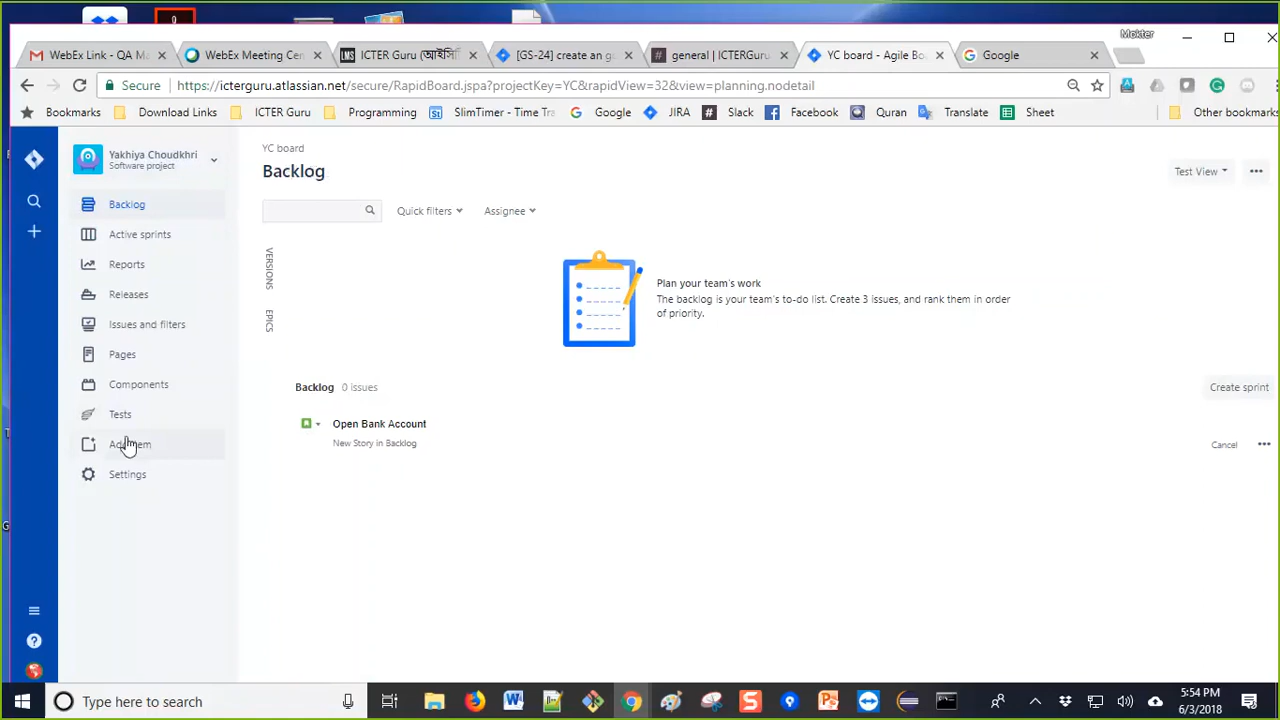 9
Mokter
WebEx Link - QA Ma
WebEx Meeting Cen
LMS
ICTER Guru (আইসিটি
[GS-24] create an g
general | ICTERGuru
YC board - Agile Bo
Google
Secure
https://icterguru.atlassian.net/secure/RapidBoard.jspa?projectKey=YC&rapidView=32&view=planning.nodetail
Bookmarks
Download Links
ICTER Guru
Programming
St
SlimTimer - Time Tra
Google
JIRA
Slack
Facebook
Quran
Translate
Sheet
Other bookmarks
Yakhiya Choudkhri
Software project
Backlog
Active sprints
Reports
Releases
Issues and filters
Pages
Components
Tests
Settings
YC board
Backlog
Test View
Quick filters
Assignee
VERSIONS
EPICS
Plan your team's work
The backlog is your team's to-do list. Create 3 issues, and rank them in order
of priority.
Backlog 0 issues
Create sprint
Open Bank Account
New Story in Backlog
Cancel
Type here to search
5:54 PM
6/3/2018